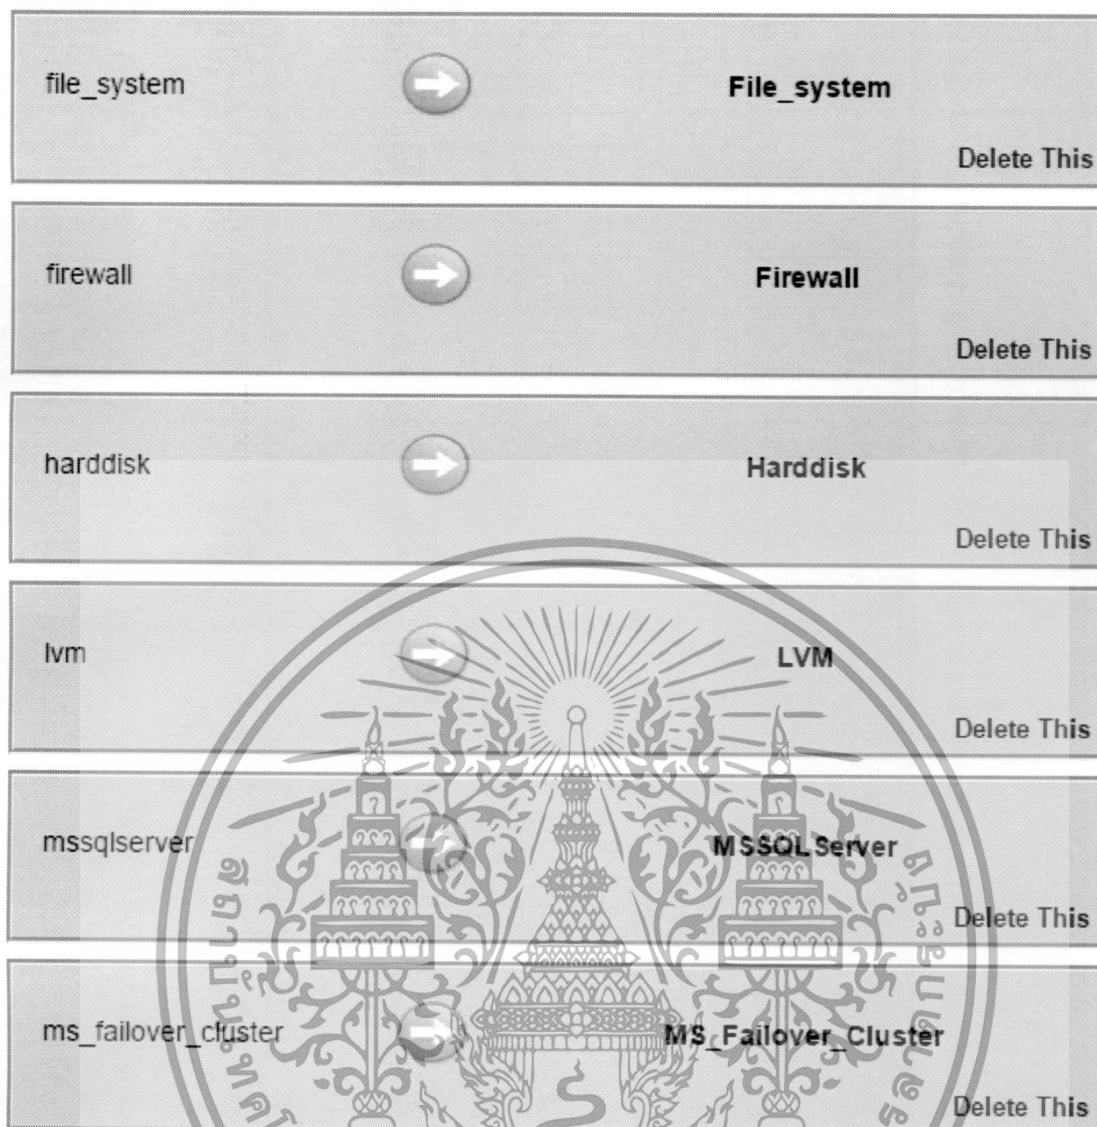 file_system File_system
Delete This
firewall Firewall
Delete This
harddisk Harddisk
Delete This
lvm LVM
Delete This
mssqlserver MSSQLServer
Delete This
ms_failover_cluster MS_Failover_Cluster
Delete This